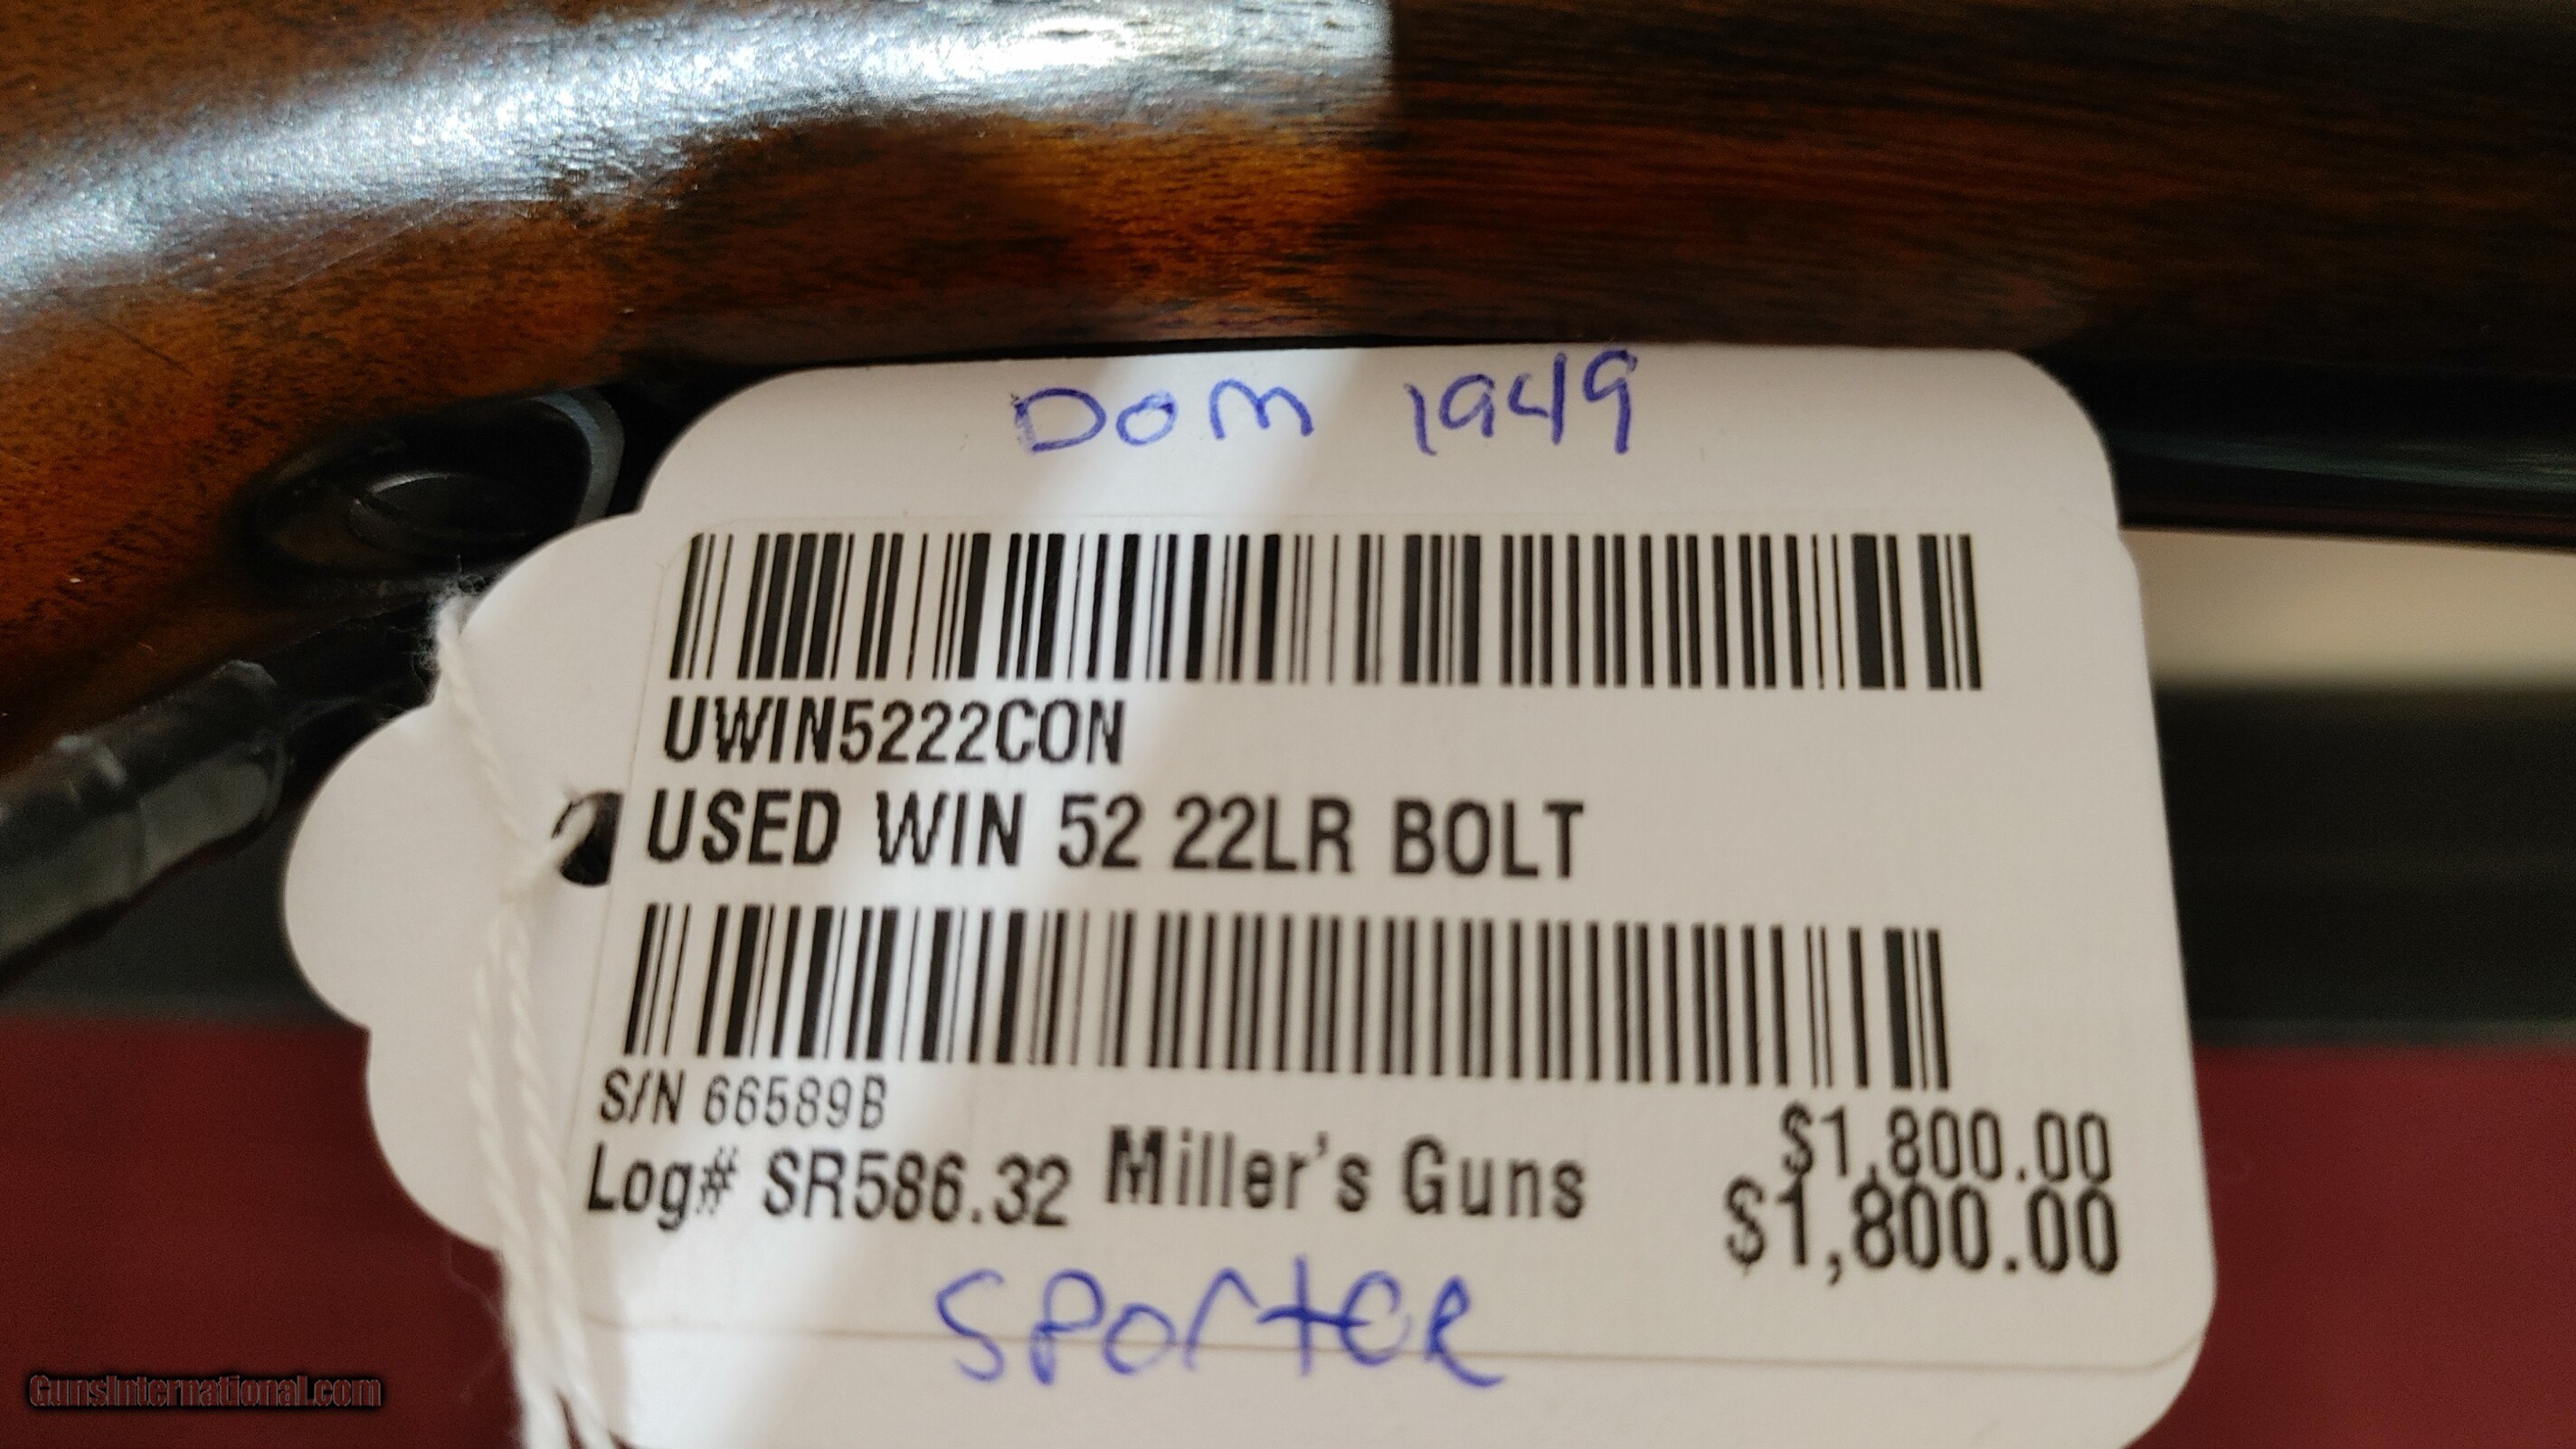 DOM 1949
UWIN5222CON
USED WIN 52 22LR BOLT
S/N 66589B
$1,800.00
Log# SR586.32 Miller's Guns $1,800.00
SPorter
GunsInternational.com